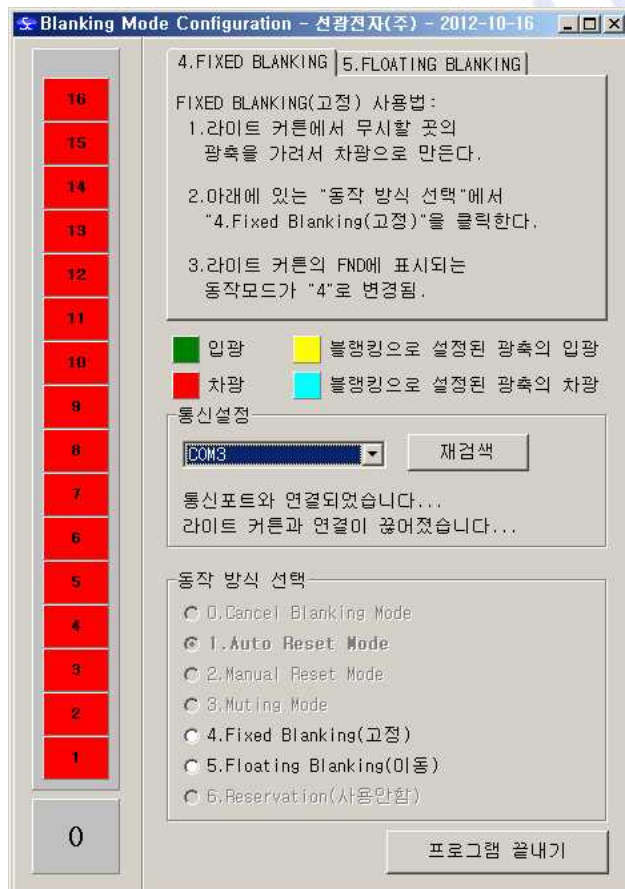 Blanking Mode Configuration - 선광전자(주) - 2012-10-16
4.FIXED BLANKING
5.FLOATING BLANKING
FIXED BLANKING(고정) 사용법:
1.라이트 커튼에서 무시할 곳의
광축을 가려서 차광으로 만든다.
2.아래에 있는 "동작 방식 선택"에서
"4.Fixed Blanking(고정)"을 클릭한다.
3.라이트 커튼의 FND에 표시되는
동작모드가 "4"로 변경됨.
16
15
14
13
12
11
10
9
8
7
6
5
4
3
2
1
0
입광
블랭킹으로 설정된 광축의 입광
차광
블랭킹으로 설정된 광축의 차광
통신설정
COM3
재검색
통신포트와 연결되었습니다...
라이트 커튼과 연결이 끊어졌습니다...
동작 방식 선택
0.Cancel Blanking Mode
1.Auto Reset Mode
2.Manual Reset Mode
3.Muting Mode
4.Fixed Blanking(고정)
5.Floating Blanking(이동)
6.Reservation(사용안함)
프로그램 끝내기